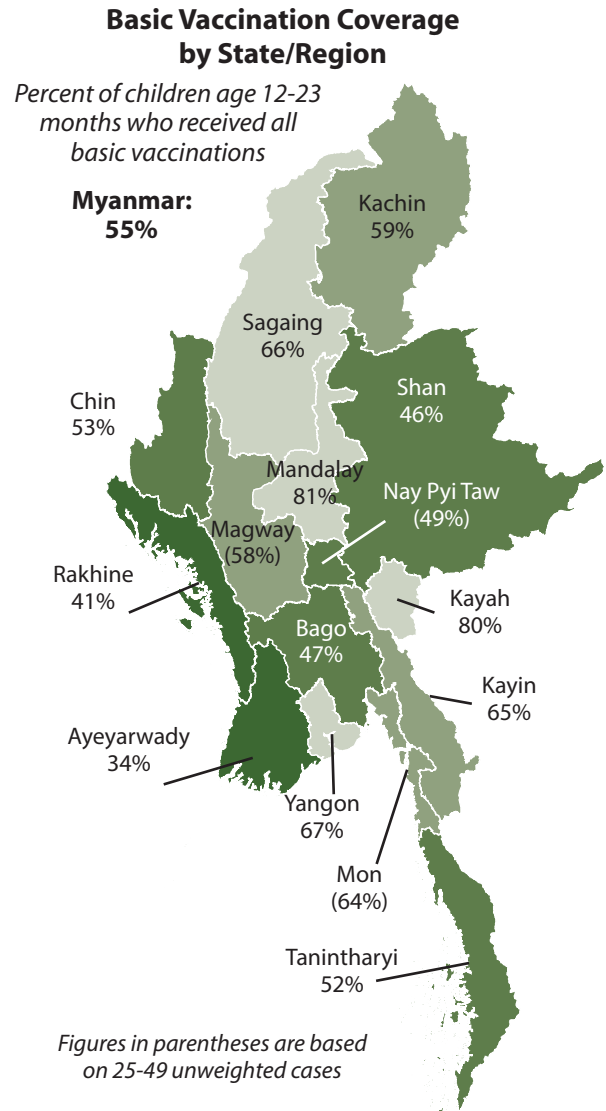 Basic Vaccination Coverage
by State/Region
Percent of children age 12-23
months who received all
basic vaccinations
Myanmar:
55%
Kachin
59%
Sagaing
66%
Shan
46%
Chin
53%
Mandalay
81%
Nay Pyi Taw
(49%)
Magway
(58%)
Rakhine
41%
Kayah
80%
Bago
47%
Kayin
65%
Ayeyarwady
34%
Yangon
67%
Mon
(64%)
Tanintharyi
52%
Figures in parentheses are based
on 25-49 unweighted cases